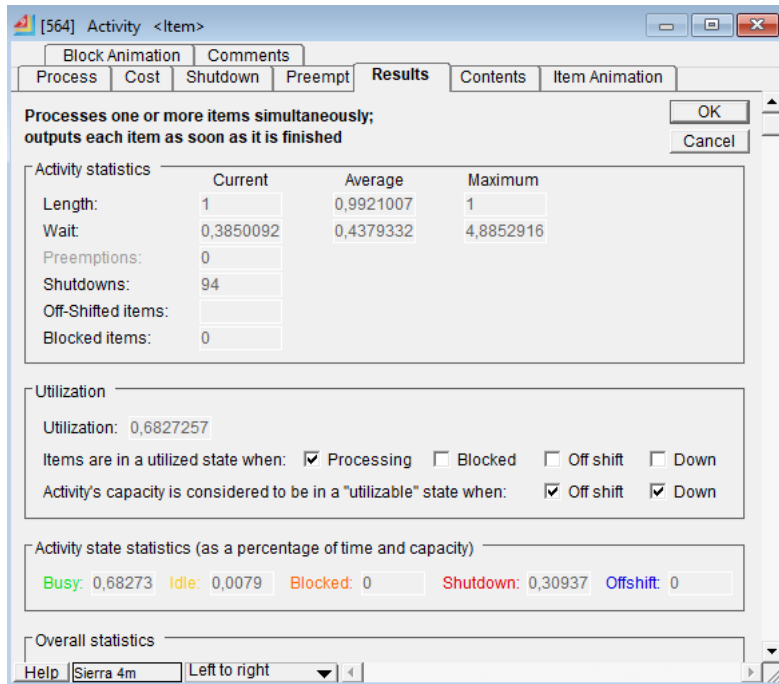 [564] Activity <Item>
Block Animation Comments
Process Cost Shutdown Preempt Results Contents Item Animation
Processes one or more items simultaneously;
outputs each item as soon as it is finished
OK
Cancel
Activity statistics
Current Average Maximum
Length: 1 0,9921007 1
Wait: 0,3850092 0,4379332 4,8852916
Preemptions: 0
Shutdowns: 94
Off-Shifted items:
Blocked items: 0
Utilization
Utilization: 0,6827257
Items are in a utilized state when: Processing Blocked Off shift Down
Activity's capacity is considered to be in a "utilizable" state when: Off shift Down
Activity state statistics (as a percentage of time and capacity)
Busy: 0,68273 Idle: 0,0079 Blocked: 0 Shutdown: 0,30937 Offshift: 0
Overall statistics
Help Sierra 4m Left to right